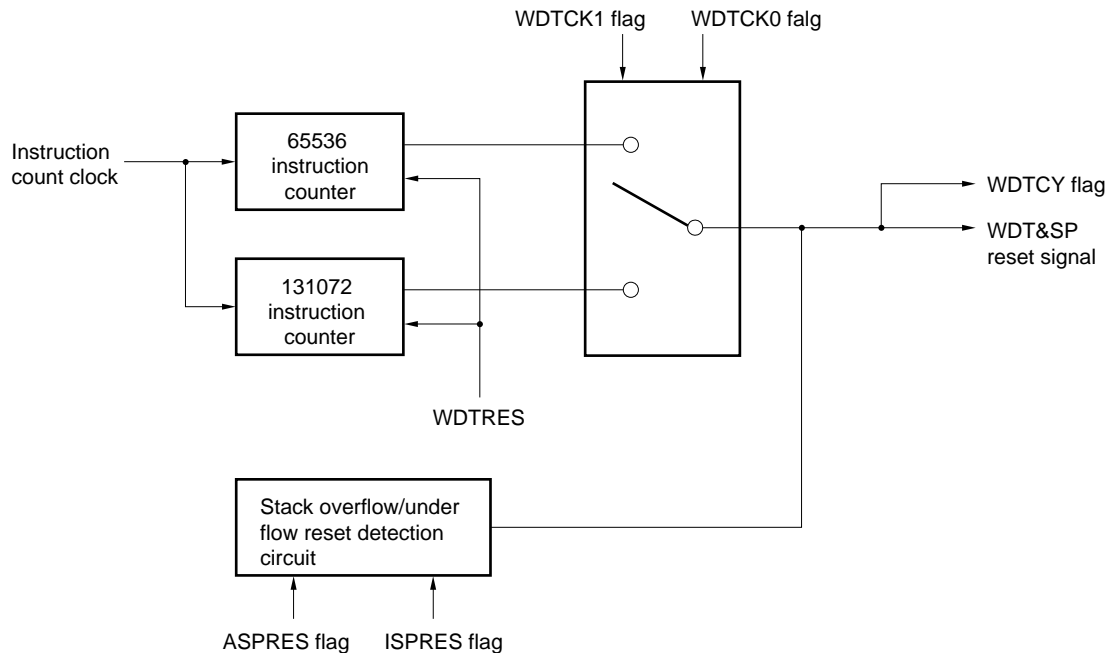 WDTCK1 flag
WDTCK0 falg
Instruction
count clock
65536
instruction
counter
WDTCY flag
WDT&SP
reset signal
131072
instruction
counter
WDTRES
Stack overflow/under
flow reset detection
circuit
ASPRES flag
ISPRES flag